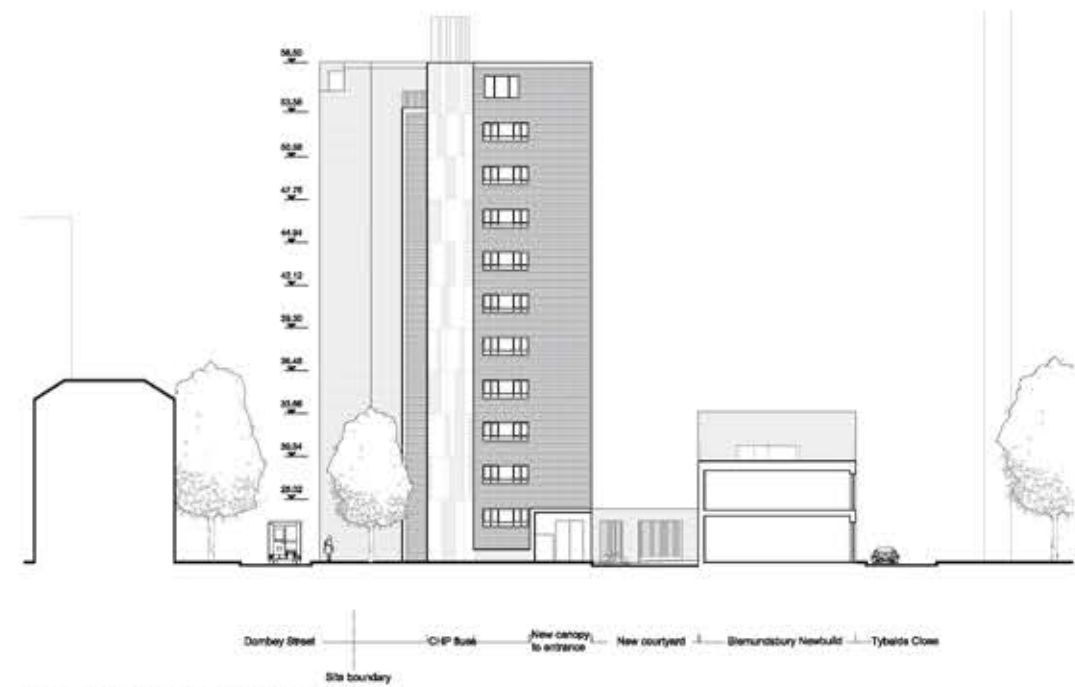 56.50
53.58
50.58
47.76
44.94
42.12
39.30
36.48
33.66
30.84
28.02
Dombey Street
CHP flues
New canopy
to entrance
New courtyard
Blemundsbury Newbuild
Tybalds Close
Site boundary